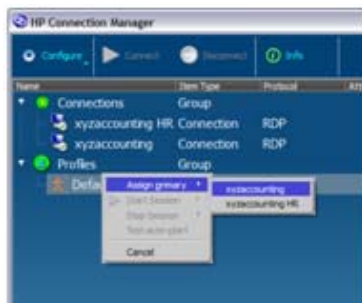 HP Connection Manager
Configure Connect Disconnect Info
Name Item Type Protocol
Connections Group
xyzaccounting HR Connection RDP
xyzaccounting Connection RDP
Profiles Group
Defa
Assign primary
xyzaccounting
xyzaccounting HR
Start Session
Stop Session
Cancel